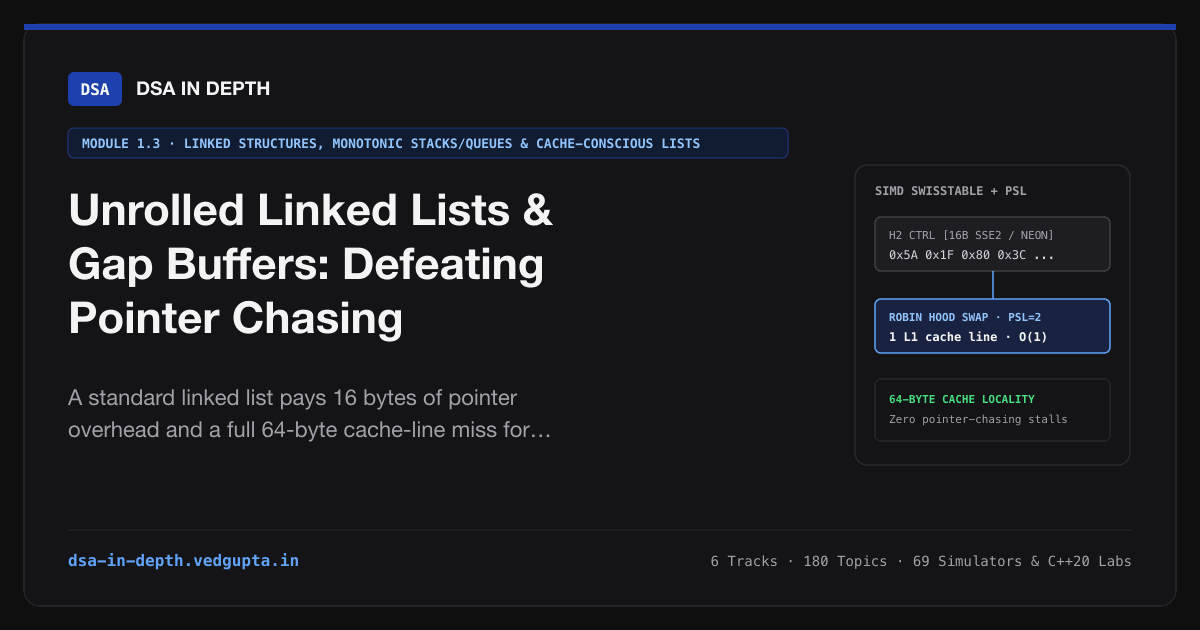 DSA
DSA IN DEPTH
MODULE 1.3 · LINKED STRUCTURES, MONOTONIC STACKS/QUEUES & CACHE-CONSCIOUS LISTS
Unrolled Linked Lists &
Gap Buffers: Defeating
Pointer Chasing
A standard linked list pays 16 bytes of pointer
overhead and a full 64-byte cache-line miss for…
SIMD SWISSTABLE + PSL
H2 CTRL [16B SSE2 / NEON]
0x5A 0x1F 0x80 0x3C ...
ROBIN HOOD SWAP · PSL=2
1 L1 cache line · O(1)
64-BYTE CACHE LOCALITY
Zero pointer-chasing stalls
dsa-in-depth.vedgupta.in
6 Tracks · 180 Topics · 69 Simulators & C++20 Labs